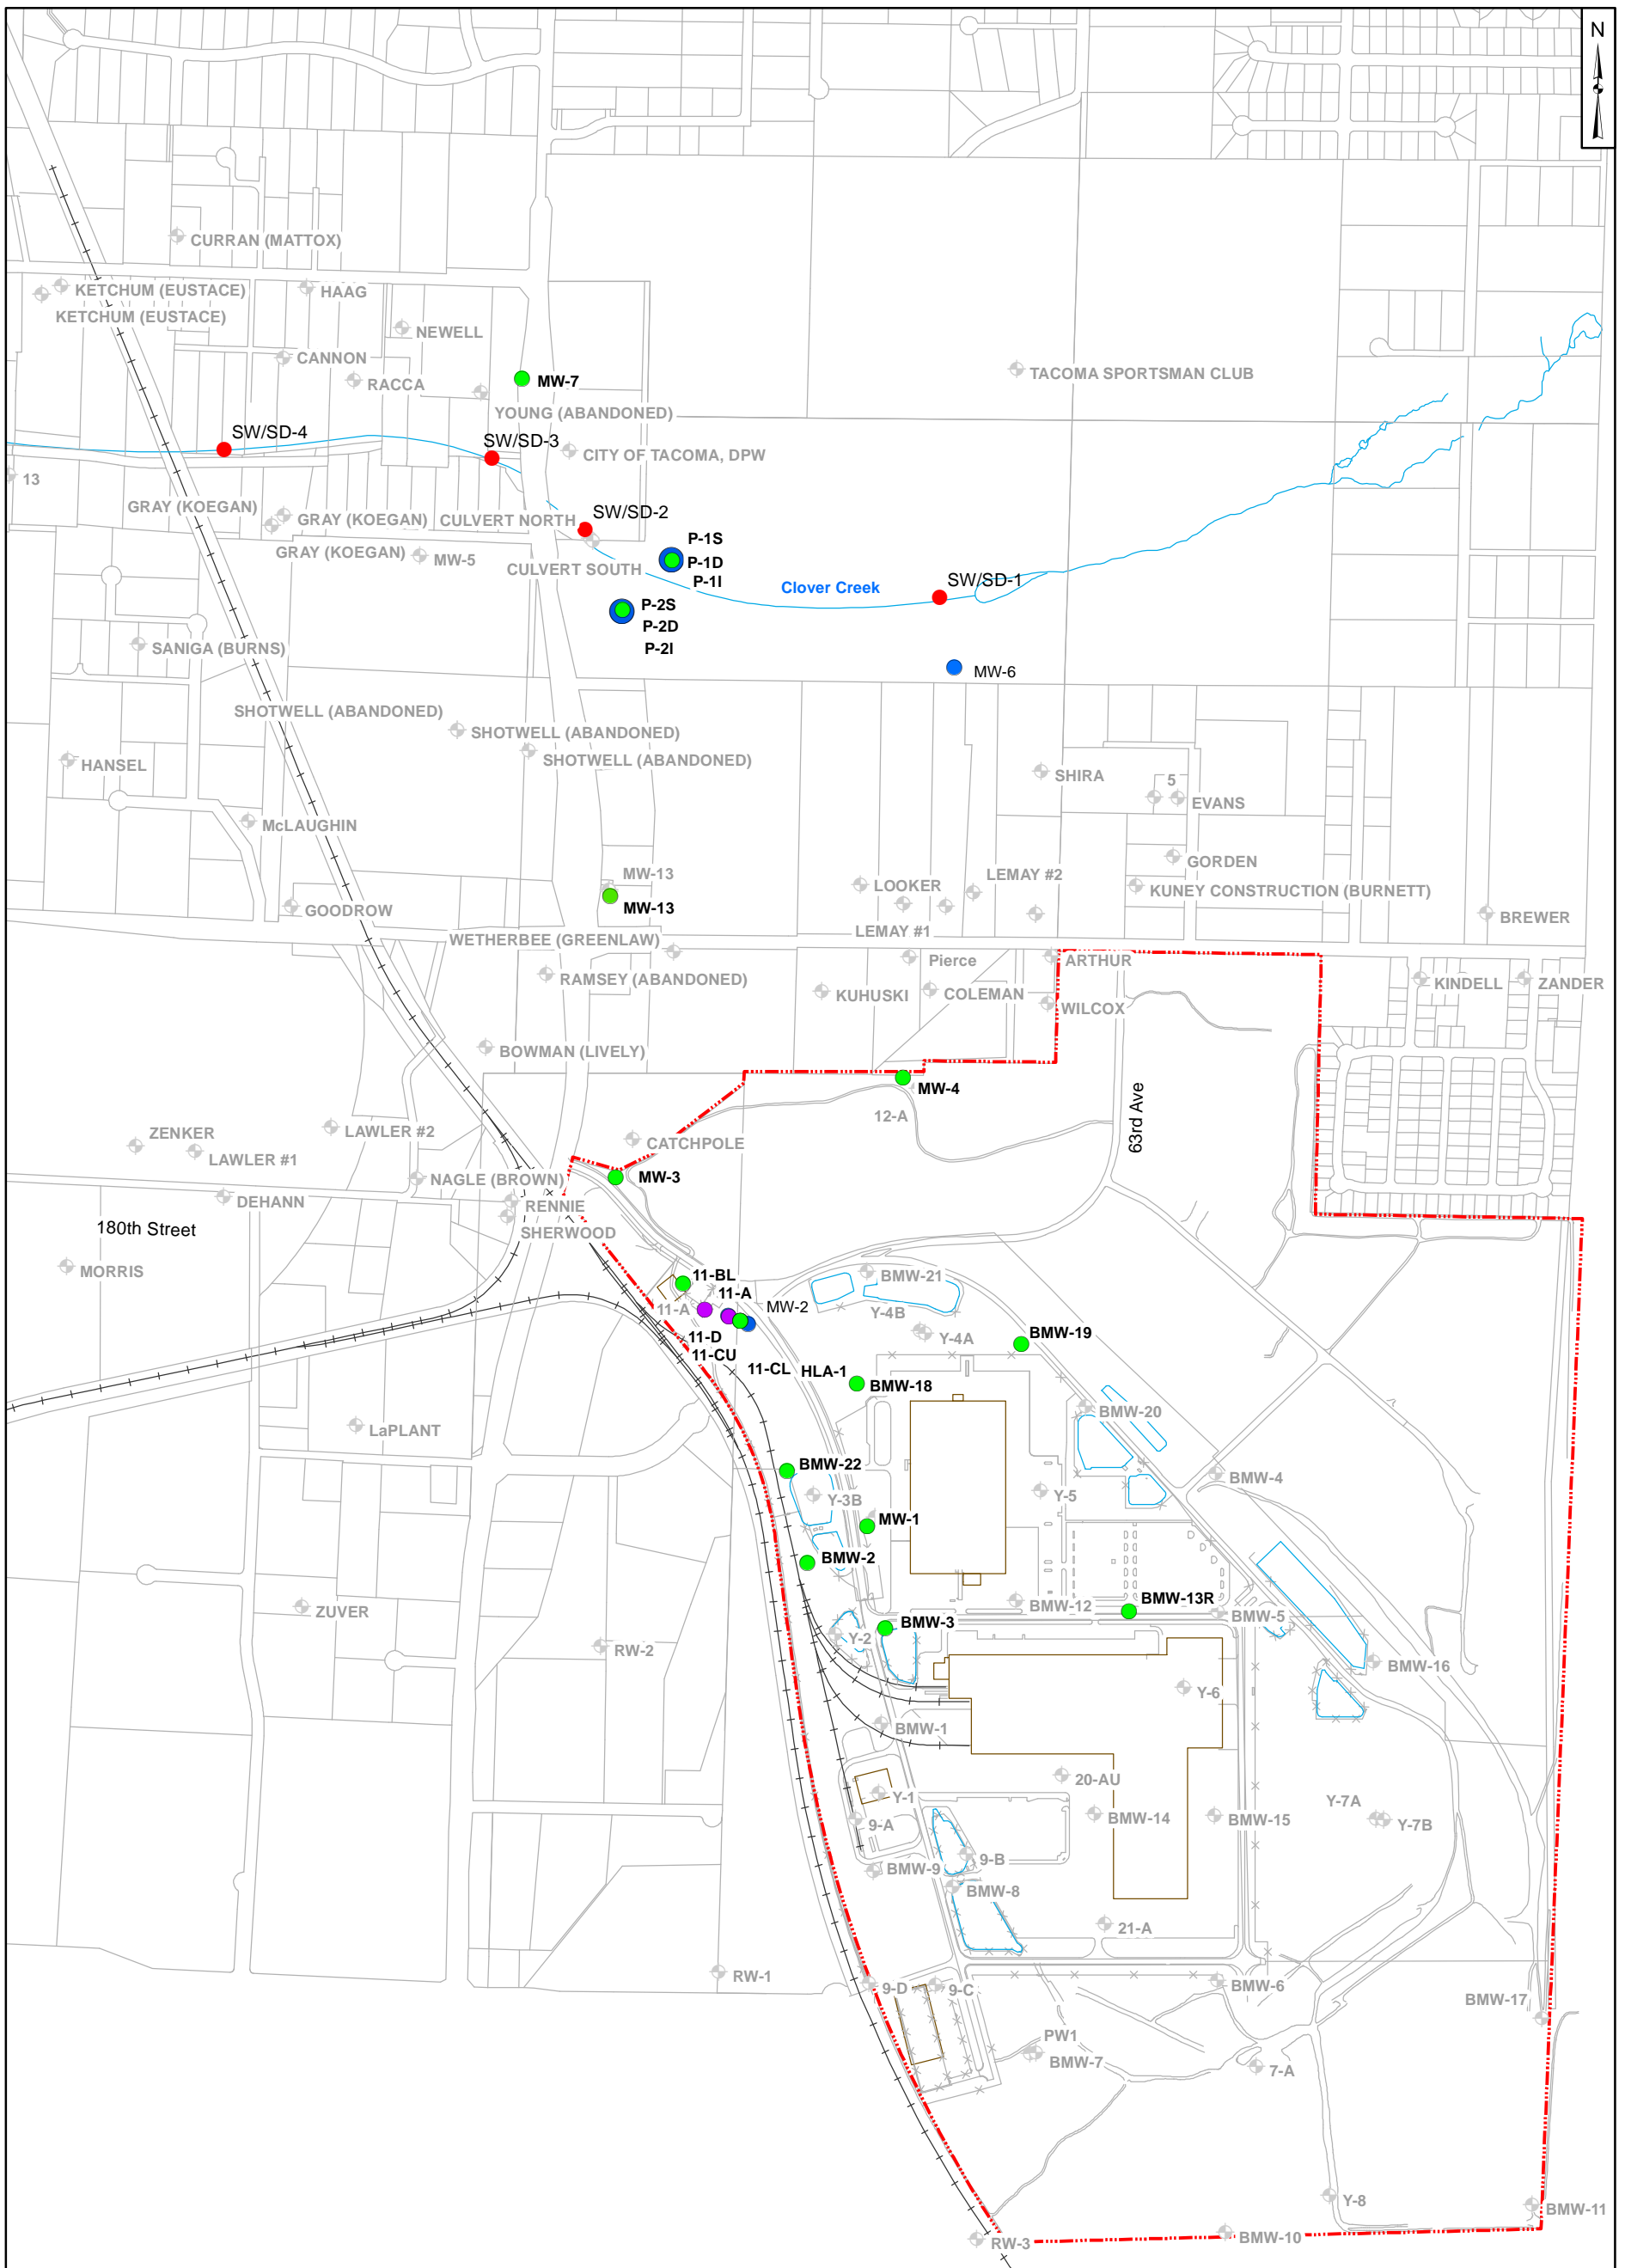 N
CURRAN (MATTOX)
KETCHUM (EUSTACE)
HAAG
KETCHUM (EUSTACE)
NEWELL
CANNON
TACOMA SPORTSMAN CLUB
RACCA
MW-7
YOUNG (ABANDONED)
SW/SD-4
SW/SD-3
CITY OF TACOMA, DPW
13
GRAY (KOEGAN)
GRAY (KOEGAN)
CULVERT NORTH
SW/SD-2
GRAY (KOEGAN)
MW-5
CULVERT SOUTH
P-1S
P-1D
P-1I
Clover Creek
SW/SD-1
P-2S
P-2D
P-2I
SANIGA (BURNS)
MW-6
SHOTWELL (ABANDONED)
SHOTWELL (ABANDONED)
SHOTWELL (ABANDONED)
HANSEL
SHIRA
5
EVANS
McLAUGHIN
GORDEN
MW-13
LEMAY #2
LOOKER
KUNEY CONSTRUCTION (BURNETT)
GOODROW
MW-13
BREWER
LEMAY #1
WETHERBEE (GREENLAW)
Pierce
ARTHUR
RAMSEY (ABANDONED)
KINDELL
ZANDER
KUHUSKI
COLEMAN
WILCOX
BOWMAN (LIVELY)
MW-4
12-A
63rd Ave
ZENKER
LAWLER #2
CATCHPOLE
LAWLER #1
MW-3
NAGLE (BROWN)
DEHANN
RENNIE
180th Street
SHERWOOD
MORRIS
BMW-21
11-BL
11-A
11-A
MW-2
Y-4B
Y-4A
11-D
BMW-19
11-CU
11-CL
HLA-1
BMW-18
BMW-20
LaPLANT
BMW-22
BMW-4
Y-3B
Y-5
MW-1
BMW-2
BMW-13R
ZUVER
BMW-12
BMW-5
BMW-3
Y-2
RW-2
BMW-16
Y-6
BMW-1
20-AU
Y-1
Y-7A
9-A
BMW-14
BMW-15
Y-7B
9-B
BMW-9
BMW-8
21-A
RW-1
9-D
9-C
BMW-6
BMW-17
PW1
BMW-7
7-A
Y-8
BMW-11
BMW-10
RW-3